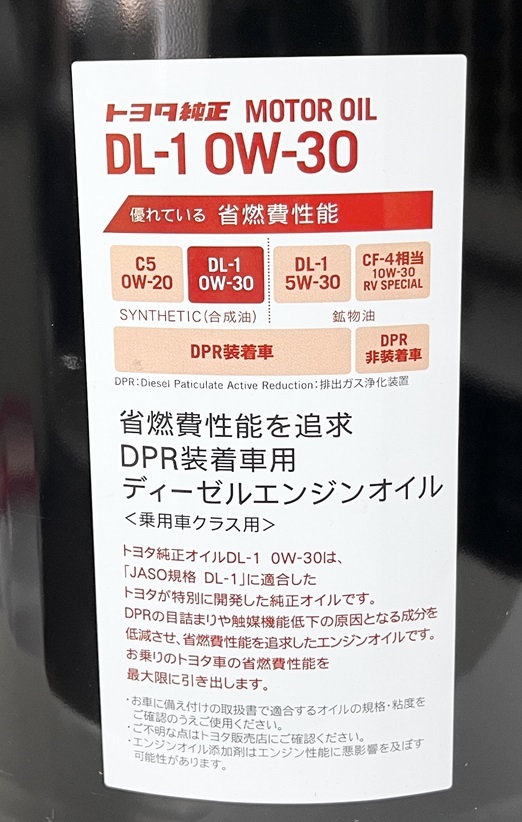 トヨタ純正 MOTOR OIL
DL-1 0W-30
優れている 省燃費性能
C5 0W-20
DL-1 0W-30
DL-1 5W-30
CF-4相当 10W-30 RV SPECIAL
SYNTHETIC(合成油) 鉱物油
DPR装着車
DPR 非装着車
DPR:Diesel Paticulate Active Reduction:排出ガス浄化装置
省燃費性能を追求
DPR装着車用
ディーゼルエンジンオイル
<乗用車クラス用>
トヨタ純正オイルDL-1 0W-30は、
「JASO規格 DL-1」に適合した
トヨタが特別に開発した純正オイルです。
DPRの目詰まりや触媒機能低下の原因となる成分を
低減させ、省燃費性能を追求したエンジンオイルです。
お乗りのトヨタ車の省燃費性能を
最大限に引き出します。
・お車に備え付けの取扱書で適合するオイルの規格・粘度を
ご確認のうえご使用ください。
・ご不明な点はトヨタ販売店にご確認ください。
・エンジンオイル添加剤はエンジン性能に悪影響を及ぼす
可能性があります。